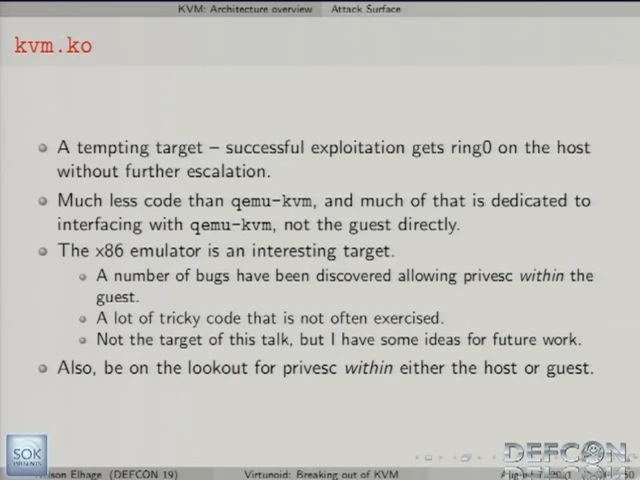 KVM: Architecture overview Attack Surface
kvm.ko
A tempting target – successful exploitation gets ring0 on the host
without further escalation.
Much less code than qemu-kvm, and much of that is dedicated to
interfacing with qemu-kvm, not the guest directly.
The x86 emulator is an interesting target.
A number of bugs have been discovered allowing privesc within the
guest.
A lot of tricky code that is not often exercised.
Not the target of this talk, but I have some ideas for future work.
Also, be on the lookout for privesc within either the host or guest.
SOK
DEFCON
Elhage (DEFCON 19) Virtunoid: Breaking out of KVM